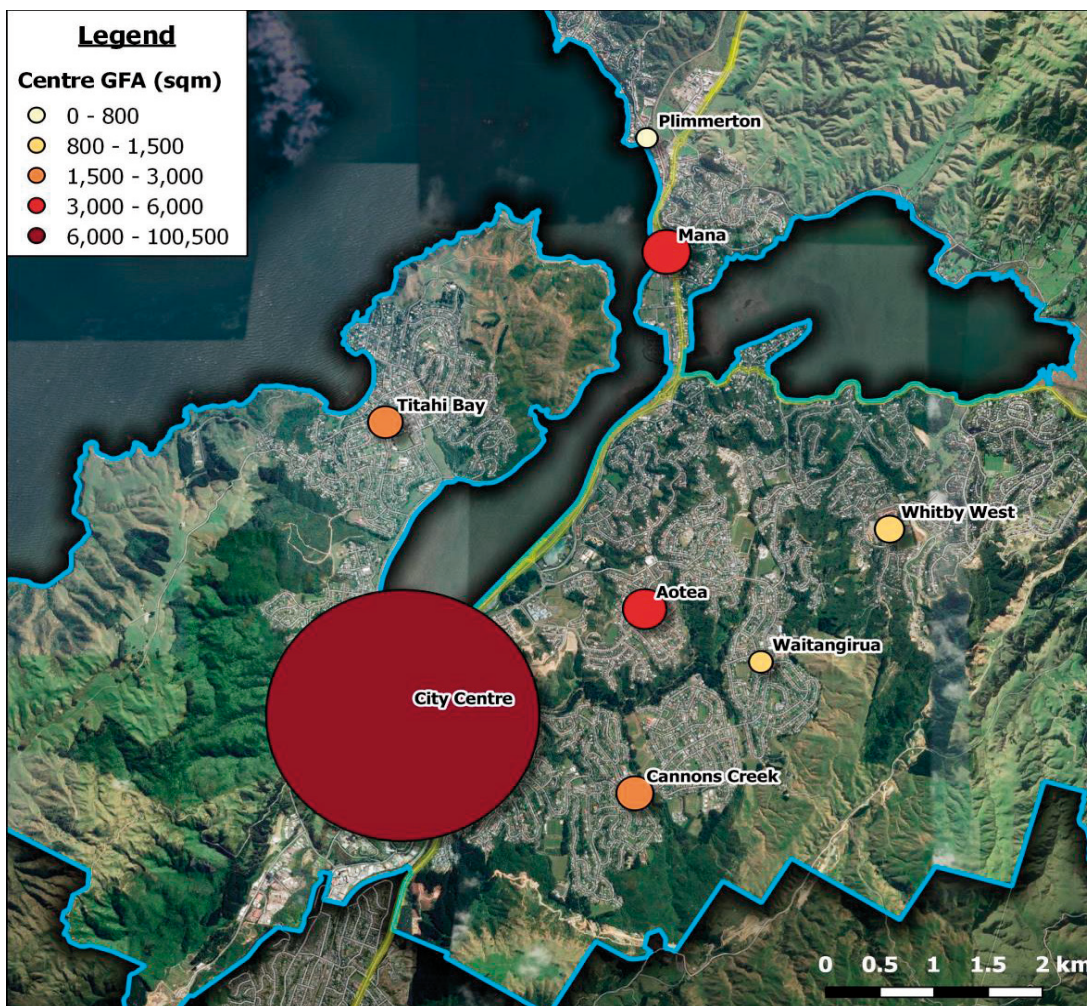 Legend
Centre GFA (sqm)
0 - 800
800 - 1,500
1,500 - 3,000
3,000 - 6,000
6,000 - 100,500
Plimmerton
Mana
Titahi Bay
Whitby West
Aotea
Waitangirua
City Centre
Cannons Creek
0 0.5 1 1.5 2 km